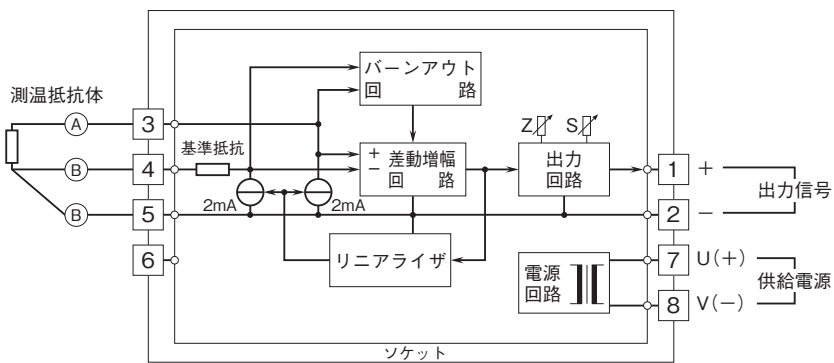 バーンアウト
回　　　路
測温抵抗体
A
3
Z
S
基準抵抗
B
4
+
−
差動増幅
回　　路
出力
回路
1
+
出力信号
2mA
2mA
B
5
2
−
6
リニアライザ
電源
回路
7
U(+)
供給電源
8
V(−)
ソケット